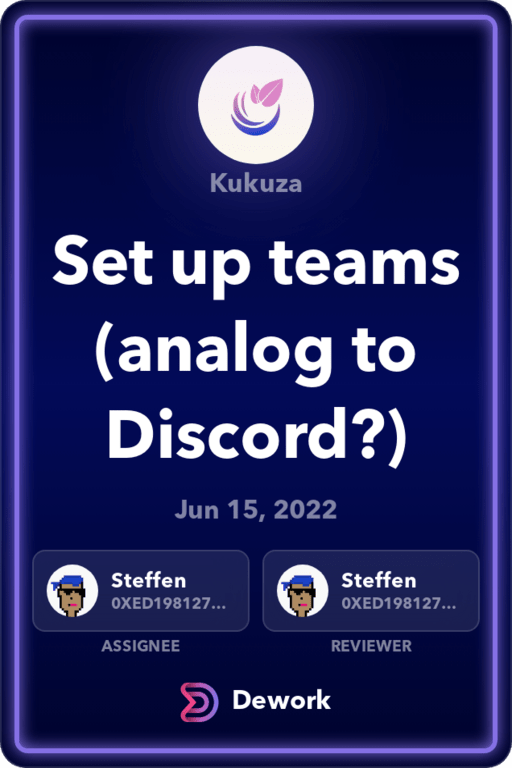 Kukuza
Set up teams
(analog to
Discord?)
Jun 15, 2022
Steffen
0XED198127...
ASSIGNEE
Steffen
0XED198127...
REVIEWER
Dework